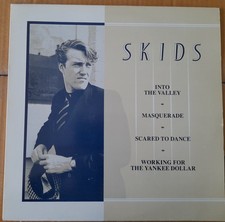 SKIDS
INTO
THE VALLEY
-
MASQUERADE
-
SCARED TO DANCE
-
WORKING FOR
THE YANKEE DOLLAR